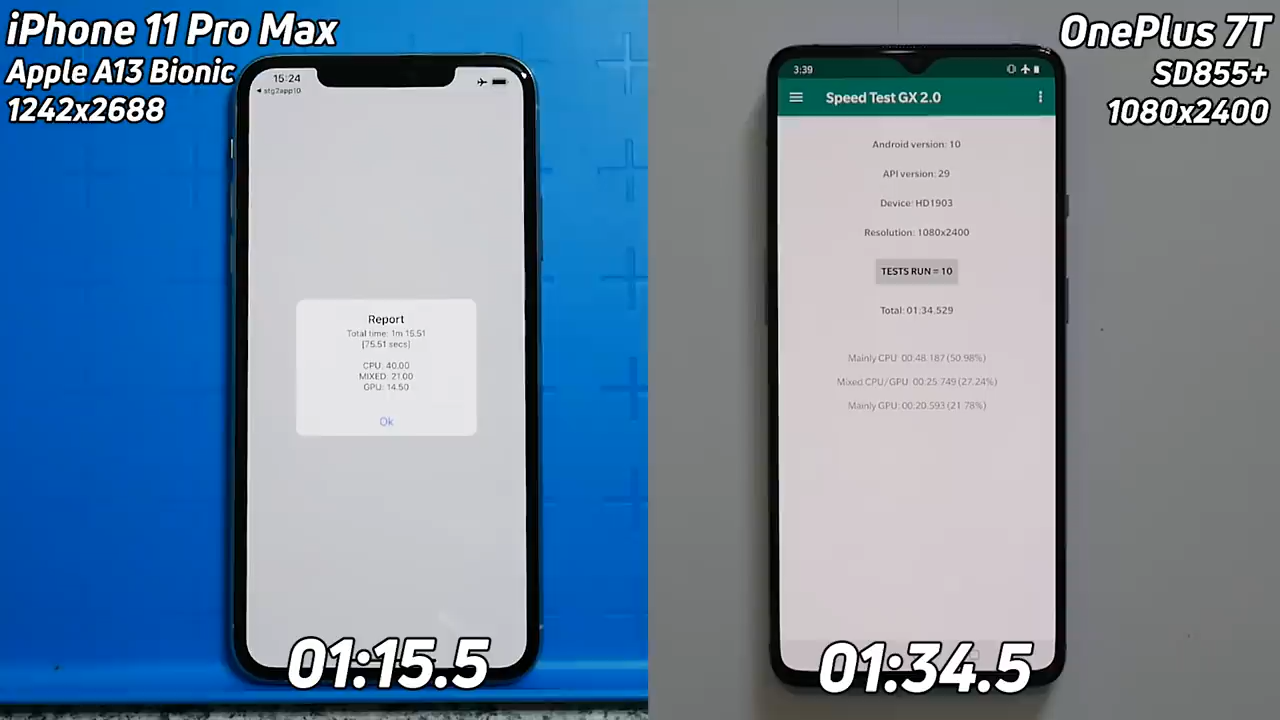 iPhone 11 Pro Max
Apple A13 Bionic
1242x2688
15:24
◄ stg2app10
Report
Total time: 1m 15.51
(75.51 secs)
CPU: 40.00
MIXED: 21.00
GPU: 14.50
Ok
01:15.5
OnePlus 7T
SD855+
1080x2400
3:39
Speed Test GX 2.0
Android version: 10
API version: 29
Device: HD1903
Resolution: 1080x2400
TESTS RUN = 10
Total: 01:34.529
Mainly CPU: 00:48.187 (50.98%)
Mixed CPU/GPU: 00:25.749 (27.24%)
Mainly GPU: 00:20.593 (21.78%)
01:34.5